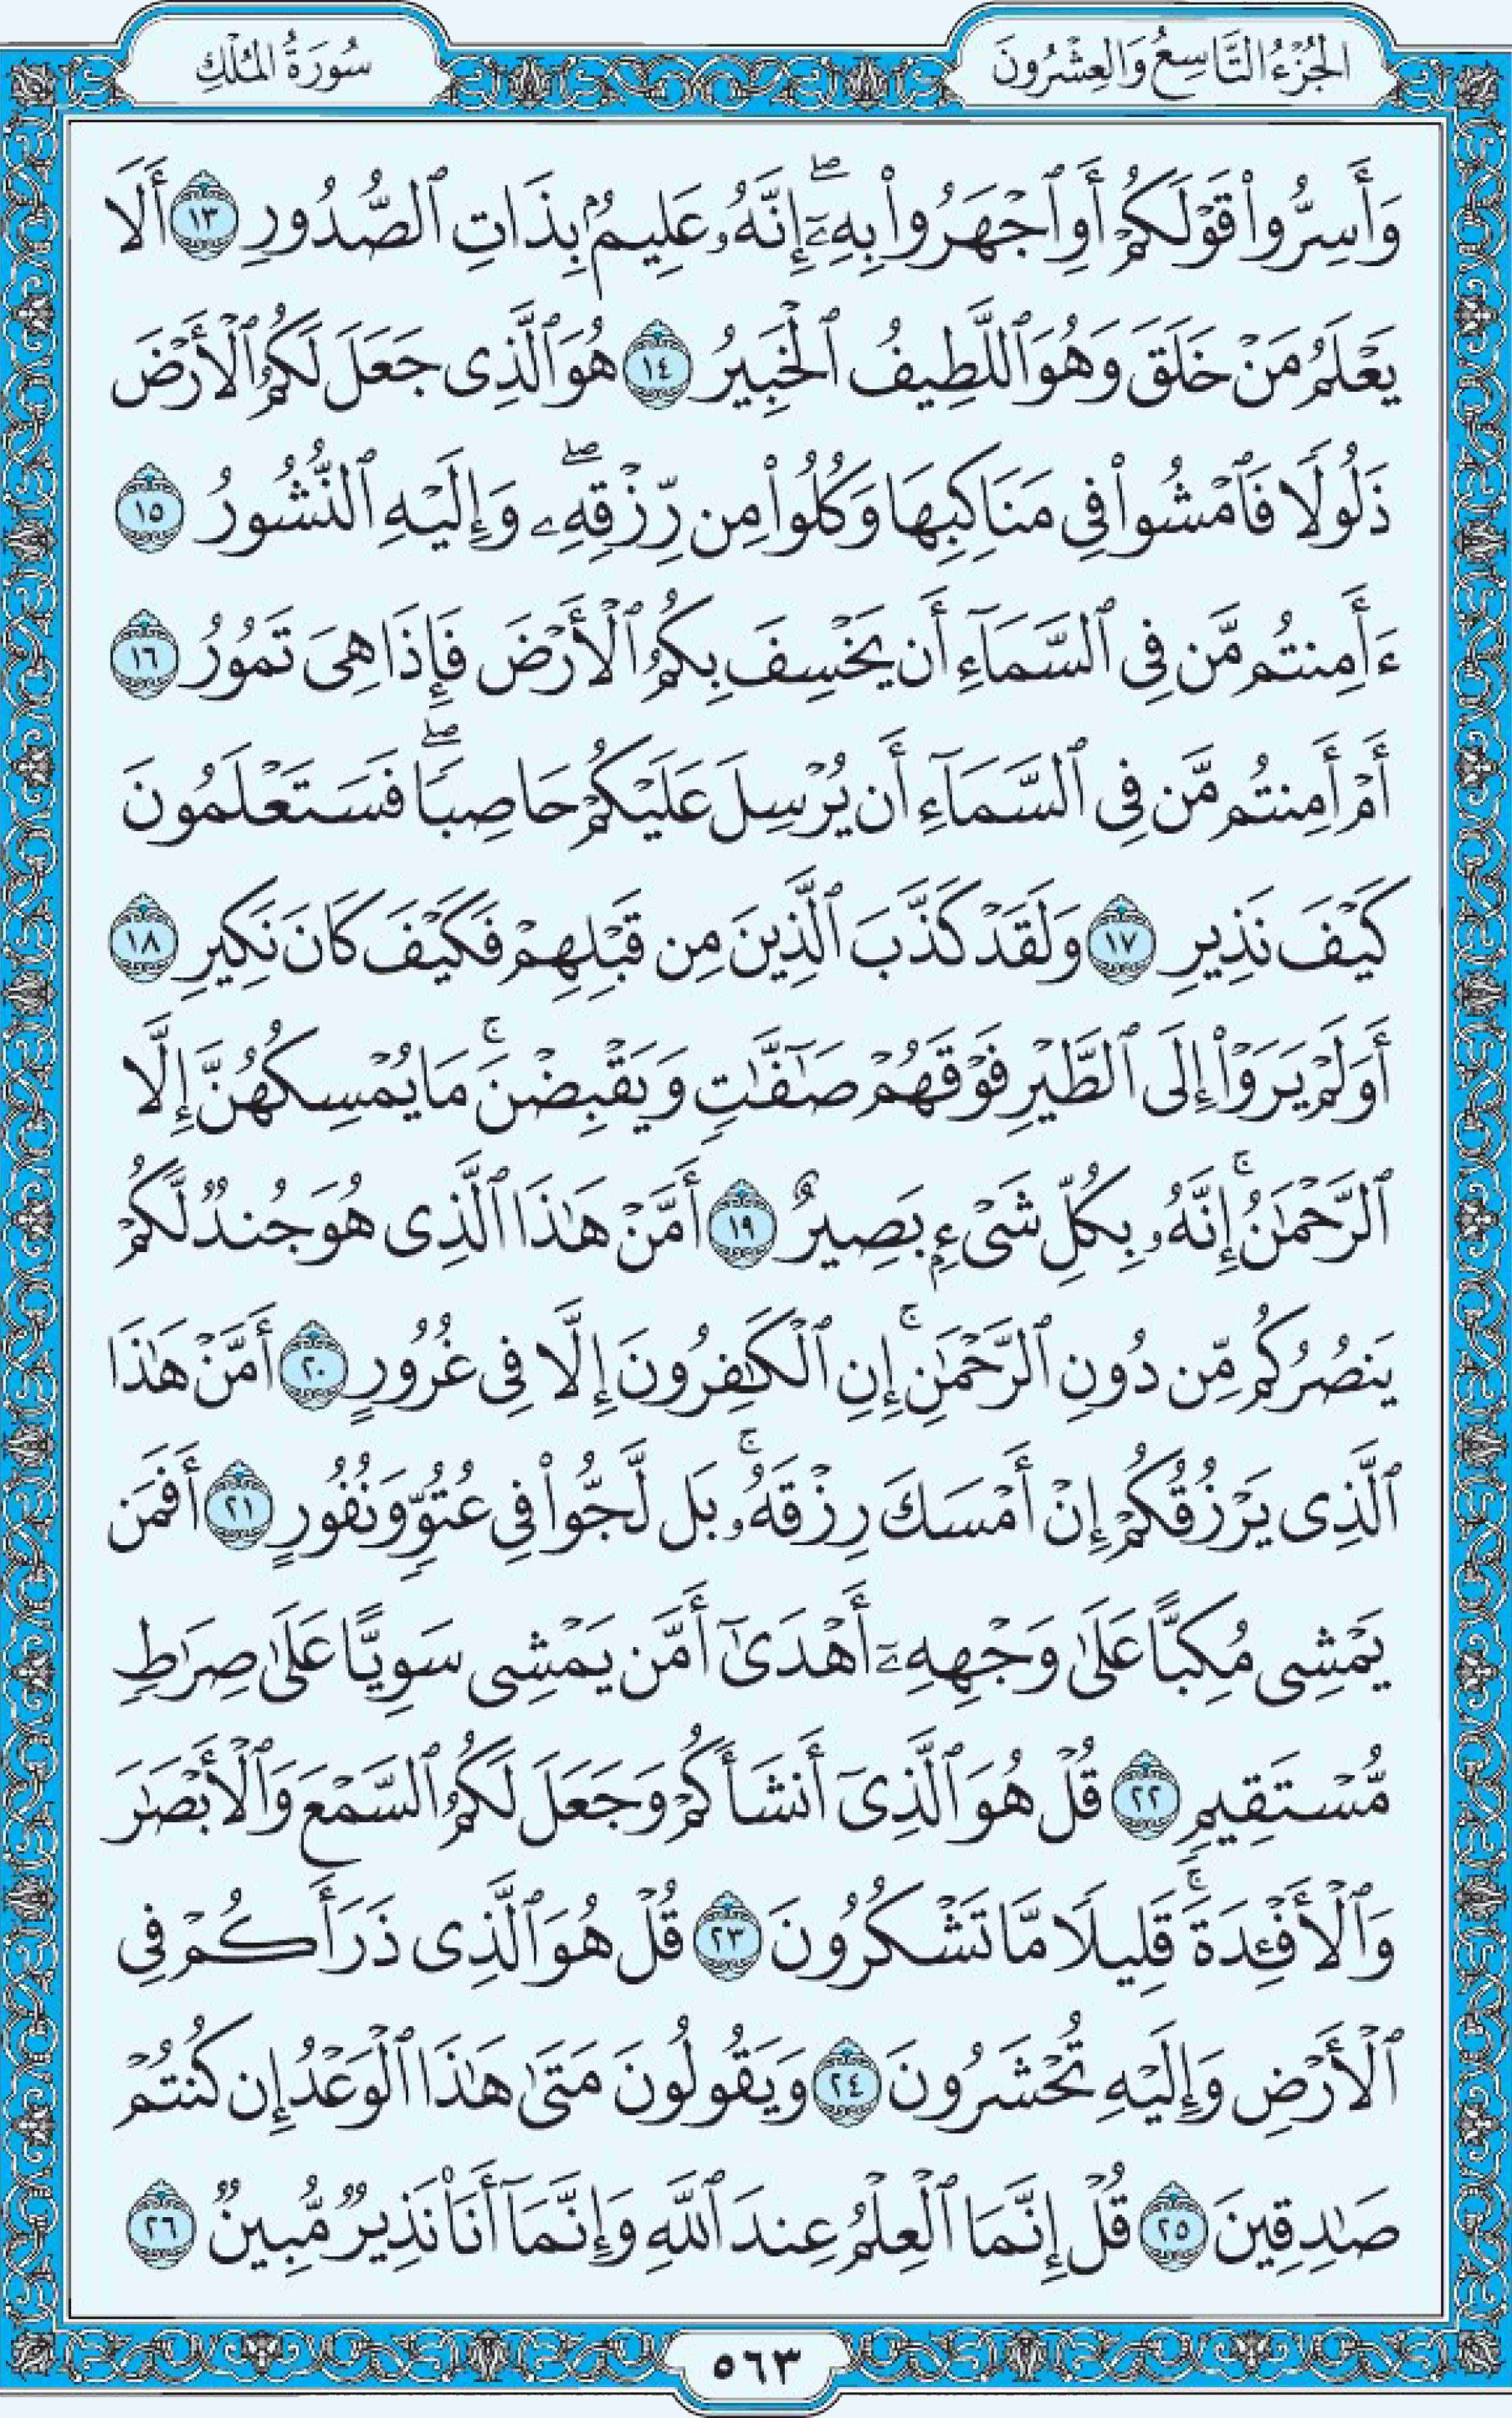 الجُزْءُ التَّاسِعُ وَالعِشْرُونَ
سُورَةُ المُلْكِ
وَأَسِرُّوا۟ قَوْلَكُمْ أَوِ ٱجْهَرُوا۟ بِهِۦٓ ۖ إِنَّهُۥ عَلِيمٌۢ بِذَاتِ ٱلصُّدُورِ ١٣ أَلَا
يَعْلَمُ مَنْ خَلَقَ وَهُوَ ٱللَّطِيفُ ٱلْخَبِيرُ ١٤ هُوَ ٱلَّذِى جَعَلَ لَكُمُ ٱلْأَرْضَ
ذَلُولًا فَٱمْشُوا۟ فِى مَنَاكِبِهَا وَكُلُوا۟ مِن رِّزْقِهِۦ ۖ وَإِلَيْهِ ٱلنُّشُورُ ١٥
ءَأَمِنتُم مَّن فِى ٱلسَّمَآءِ أَن يَخْسِفَ بِكُمُ ٱلْأَرْضَ فَإِذَا هِىَ تَمُورُ ١٦
أَمْ أَمِنتُم مَّن فِى ٱلسَّمَآءِ أَن يُرْسِلَ عَلَيْكُمْ حَاصِبًا ۖ فَسَتَعْلَمُونَ
كَيْفَ نَذِيرِ ١٧ وَلَقَدْ كَذَّبَ ٱلَّذِينَ مِن قَبْلِهِمْ فَكَيْفَ كَانَ نَكِيرِ ١٨
أَوَلَمْ يَرَوْا۟ إِلَى ٱلطَّيْرِ فَوْقَهُمْ صَٰٓفَّٰتٍ وَيَقْبِضْنَ ۚ مَا يُمْسِكُهُنَّ إِلَّا
ٱلرَّحْمَٰنُ ۚ إِنَّهُۥ بِكُلِّ شَىْءٍۭ بَصِيرٌ ١٩ أَمَّنْ هَٰذَا ٱلَّذِى هُوَ جُندٌ لَّكُمْ
يَنصُرُكُم مِّن دُونِ ٱلرَّحْمَٰنِ ۚ إِنِ ٱلْكَٰفِرُونَ إِلَّا فِى غُرُورٍ ٢٠ أَمَّنْ هَٰذَا
ٱلَّذِى يَرْزُقُكُمْ إِنْ أَمْسَكَ رِزْقَهُۥ ۚ بَل لَّجُّوا۟ فِى عُتُوٍّ وَنُفُورٍ ٢١ أَفَمَن
يَمْشِى مُكِبًّا عَلَىٰ وَجْهِهِۦٓ أَهْدَىٰٓ أَمَّن يَمْشِى سَوِيًّا عَلَىٰ صِرَٰطٍ
مُّسْتَقِيمٍ ٢٢ قُلْ هُوَ ٱلَّذِىٓ أَنشَأَكُمْ وَجَعَلَ لَكُمُ ٱلسَّمْعَ وَٱلْأَبْصَٰرَ
وَٱلْأَفْـِٔدَةَ ۖ قَلِيلًا مَّا تَشْكُرُونَ ٢٣ قُلْ هُوَ ٱلَّذِى ذَرَأَكُمْ فِى
ٱلْأَرْضِ وَإِلَيْهِ تُحْشَرُونَ ٢٤ وَيَقُولُونَ مَتَىٰ هَٰذَا ٱلْوَعْدُ إِن كُنتُمْ
صَٰدِقِينَ ٢٥ قُلْ إِنَّمَا ٱلْعِلْمُ عِندَ ٱللَّهِ وَإِنَّمَآ أَنَا۠ نَذِيرٌ مُّبِينٌ ٢٦
٥٦٣